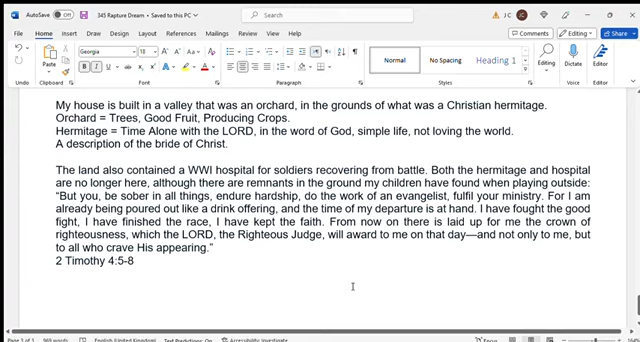 AutoSave Off 345 Rapture Dream • Saved to this PC Search J C JC
File Home Insert Draw Design Layout References Mailings Review View Help Comments Editing Share
Georgia 18
Paste
Normal No Spacing Heading 1
Editing Dictate Editor
Undo Clipboard Font Paragraph Styles Voice Editor
My house is built in a valley that was an orchard, in the grounds of what was a Christian hermitage.
Orchard = Trees, Good Fruit, Producing Crops.
Hermitage = Time Alone with the LORD, in the word of God, simple life, not loving the world.
A description of the bride of Christ.
The land also contained a WWI hospital for soldiers recovering from battle. Both the hermitage and hospital
are no longer here, although there are remnants in the ground my children have found when playing outside:
“But you, be sober in all things, endure hardship, do the work of an evangelist, fulfil your ministry. For I am
already being poured out like a drink offering, and the time of my departure is at hand. I have fought the good
fight, I have finished the race, I have kept the faith. From now on there is laid up for me the crown of
righteousness, which the LORD, the Righteous Judge, will award to me on that day—and not only to me, but
to all who crave His appearing.”
2 Timothy 4:5-8
Page 3 of 3 969 words English (United Kingdom) Text Predictions: On Accessibility: Investigate Focus